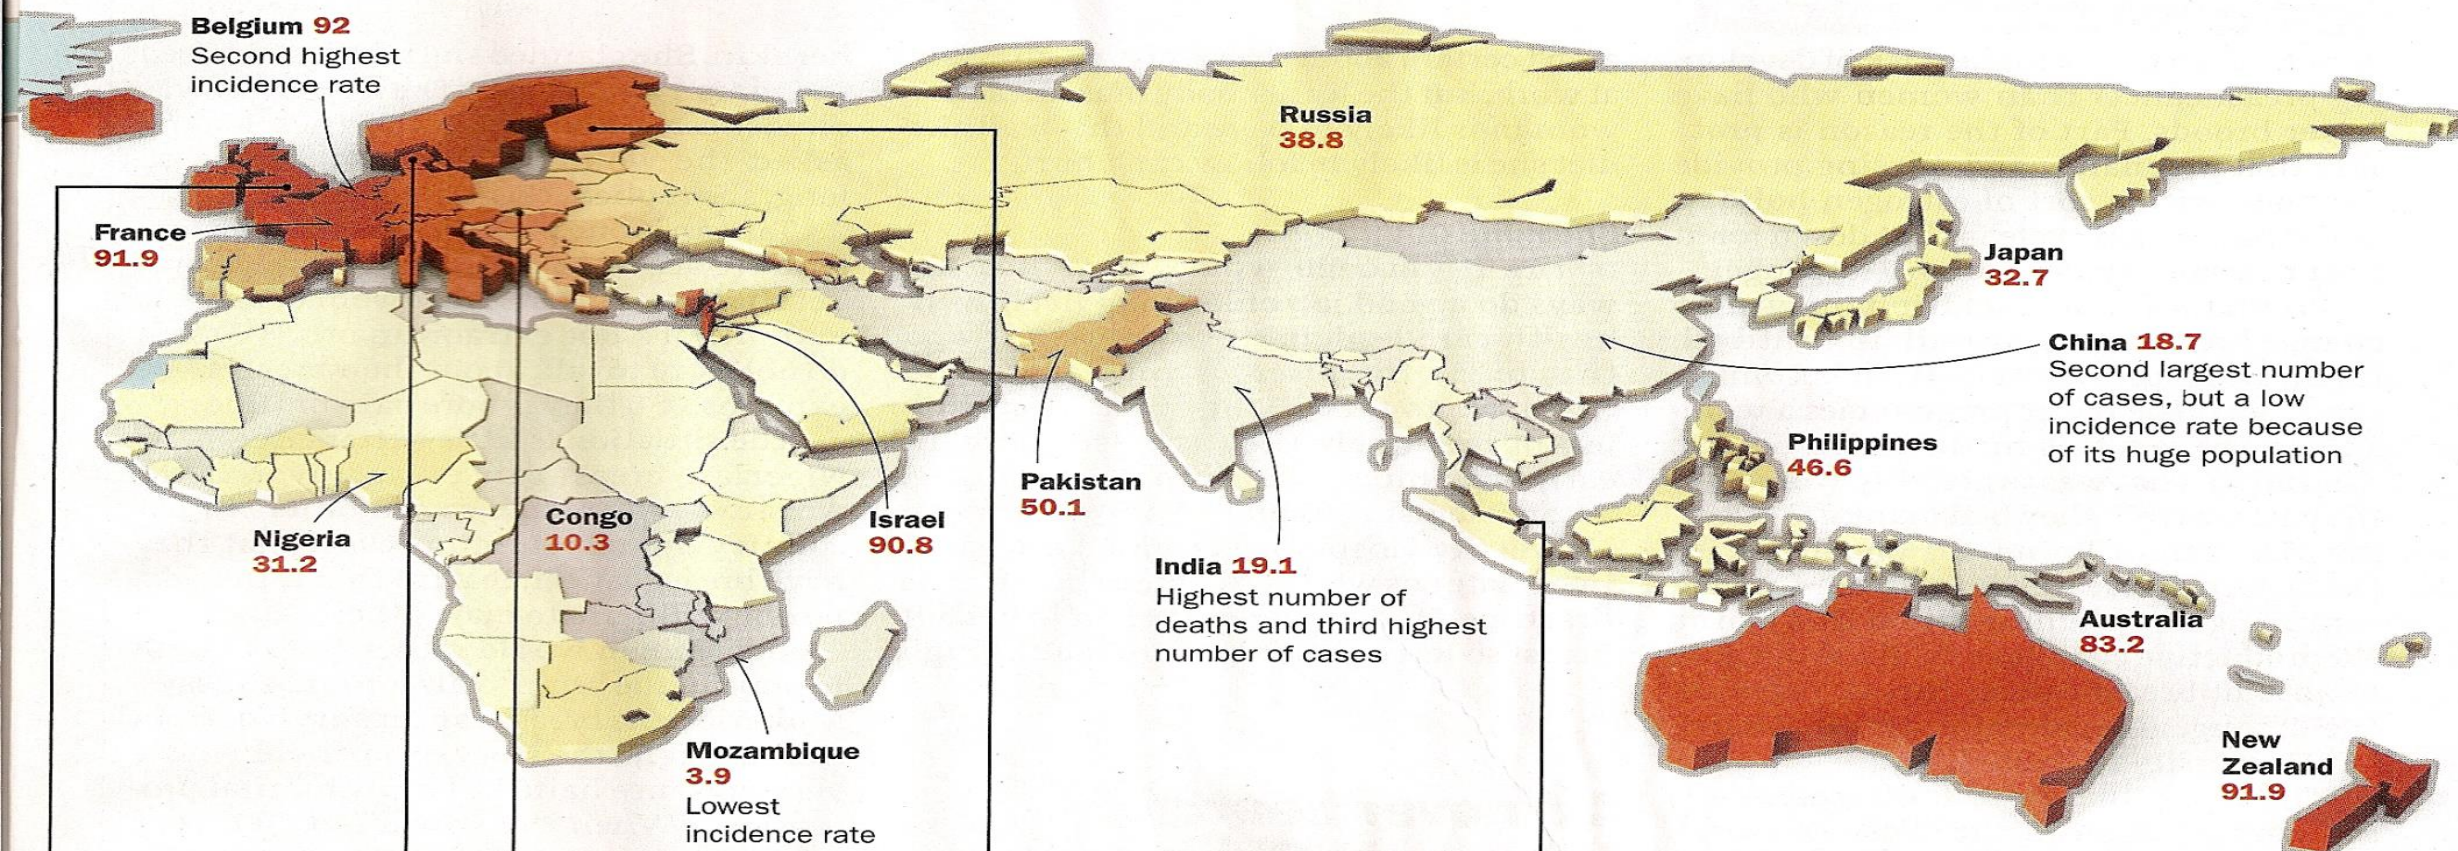 Belgium 92
Second highest
incidence rate
France
91.9
Russia
38.8
Japan
32.7
China 18.7
Second largest number
of cases, but a low
incidence rate because
of its huge population
Philippines
46.6
Pakistan
50.1
Israel
90.8
Nigeria
31.2
Congo
10.3
India 19.1
Highest number of
deaths and third highest
number of cases
Australia
83.2
Mozambique
3.9
Lowest
incidence rate
New
Zealand
91.9